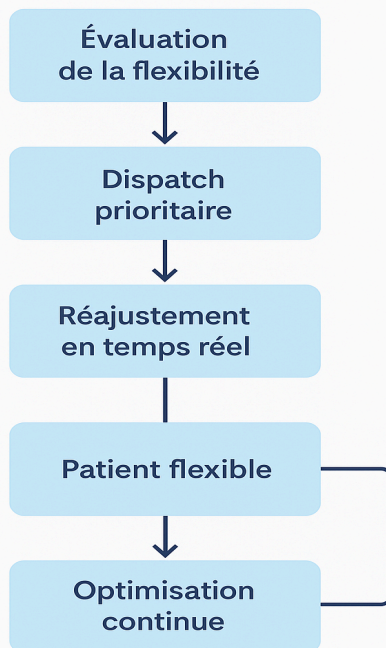 Évaluation
de la flexibilité
Dispatch
prioritaire
Réajustement
en temps réel
Patient flexible
Optimisation
continue